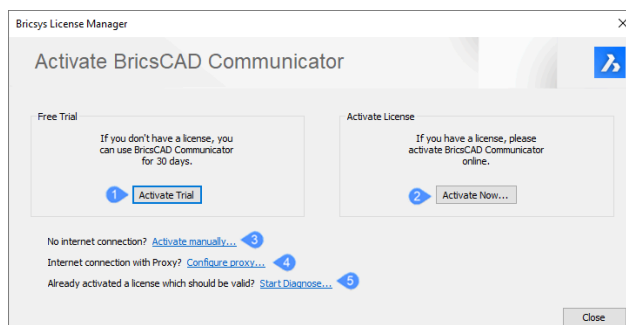 Bricsys License Manager
Activate BricsCAD Communicator
Free Trial
If you don't have a license, you
can use BricsCAD Communicator
for 30 days.
1 Activate Trial
Activate License
If you have a license, please
activate BricsCAD Communicator
online.
2 Activate Now...
No internet connection? Activate manually... 3
Internet connection with Proxy? Configure proxy... 4
Already activated a license which should be valid? Start Diagnose... 5
Close